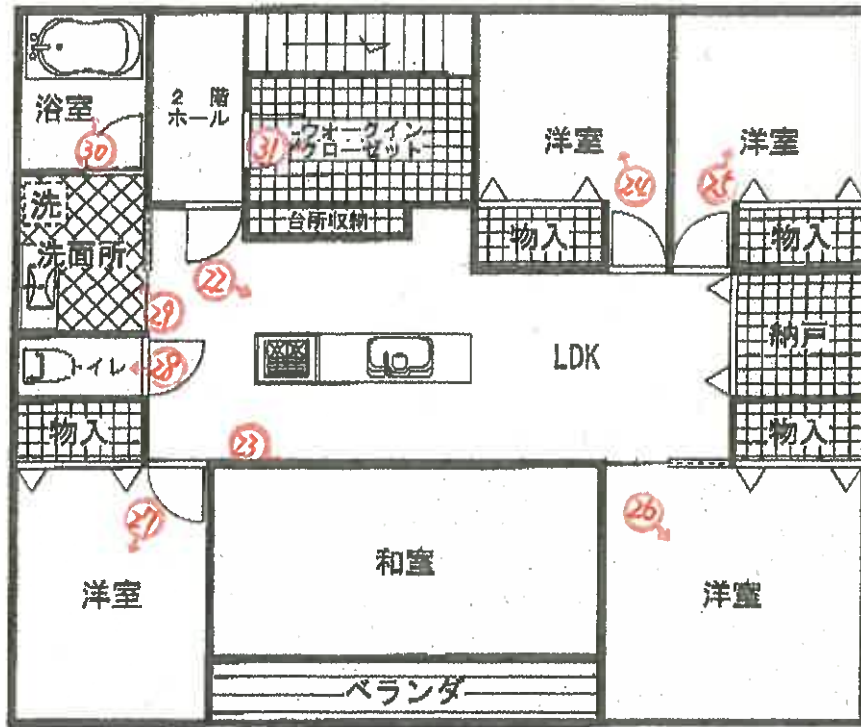 浴室
30
2階
ホール
31
ウォークイン
クローゼット
洋室
24
25
洋室
洗
洗面所
台所収納
物入
物入
22
29
トイレ
28
LDK
納戸
物入
23
物入
27
洋室
和室
26
洋室
ベランダ